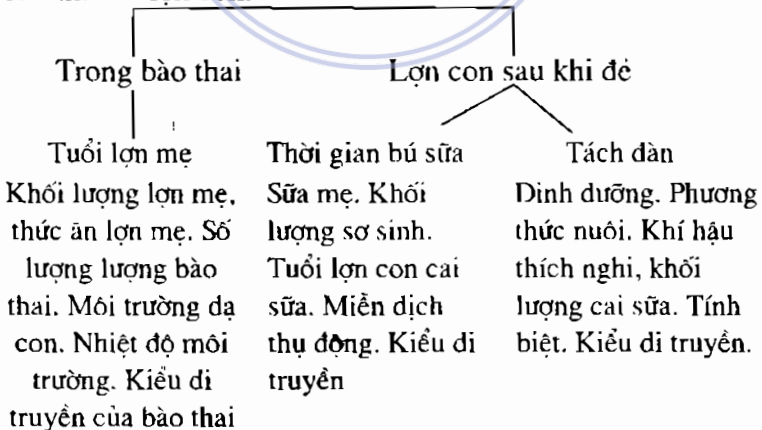 Trong bào thai
Lợn con sau khi đẻ
Tuổi lợn mẹ
Khối lượng lợn mẹ,
thức ăn lợn mẹ. Số
lượng lượng bào
thai. Môi trường dạ
con. Nhiệt độ môi
trường. Kiểu di
truyền của bào thai
Thời gian bú sữa
Sữa mẹ. Khối
lượng sơ sinh.
Tuổi lợn con cai
sữa. Miễn dịch
thụ động. Kiểu di
truyền
Tách đàn
Dinh dưỡng. Phương
thức nuôi. Khí hậu
thích nghi, khối
lượng cai sữa. Tính
biệt. Kiểu di truyền.